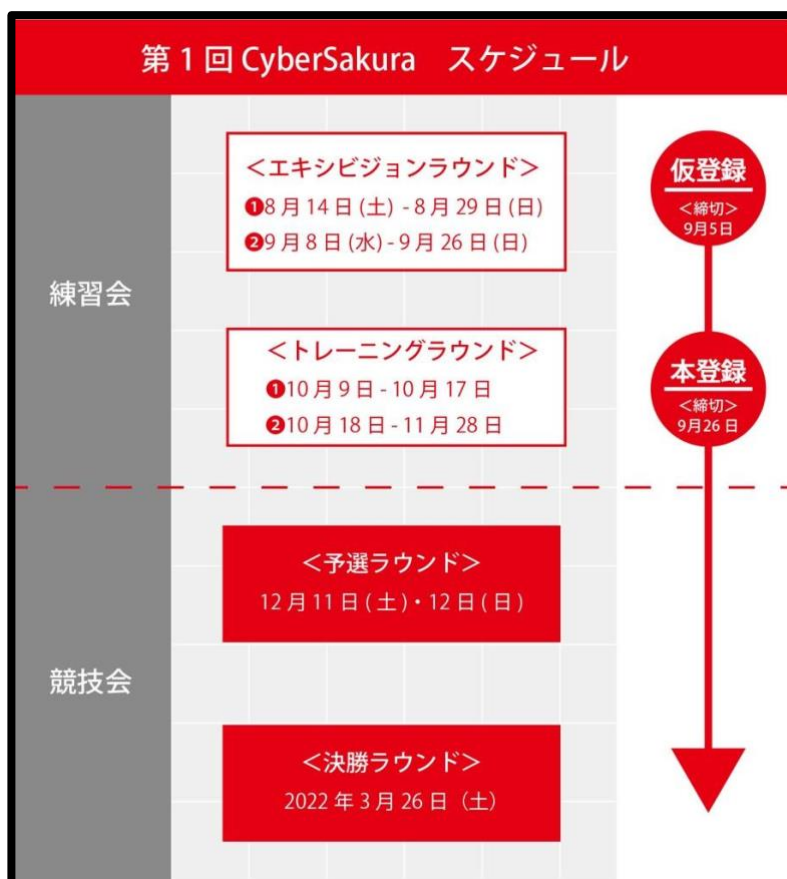 第1回 CyberSakura　スケジュール
練習会
＜エキシビジョンラウンド＞
❶8月14日(土) - 8月29日(日)
❷9月8日(水) - 9月26日(日)
＜トレーニングラウンド＞
❶10月9日 - 10月17日
❷10月18日 - 11月28日
仮登録
＜締切＞
9月5日
本登録
＜締切＞
9月26日
競技会
＜予選ラウンド＞
12月11日(土)・12日(日)
＜決勝ラウンド＞
2022年3月26日（土）